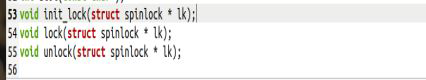 53 void init_lock(struct spinlock * lk);
54 void lock(struct spinlock * lk);
55 void unlock(struct spinlock * lk);
56